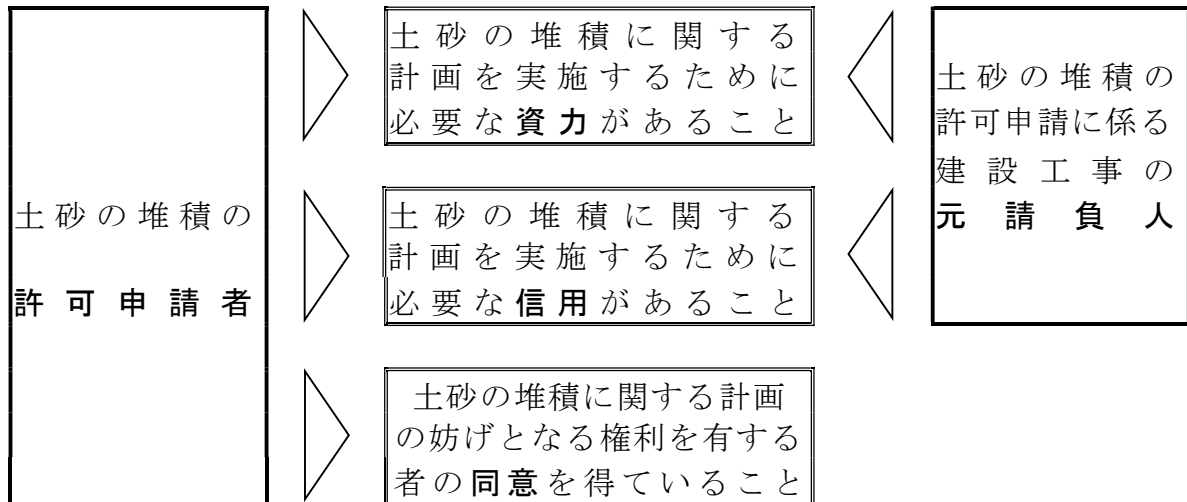 土砂の堆積の
許可申請者
土砂の堆積に関する
計画を実施するために
必要な資力があること
土砂の堆積に関する
計画を実施するために
必要な信用があること
土砂の堆積に関する計画
の妨げとなる権利を有する
者の同意を得ていること
土砂の堆積の
許可申請に係る
建設工事の
元請負人